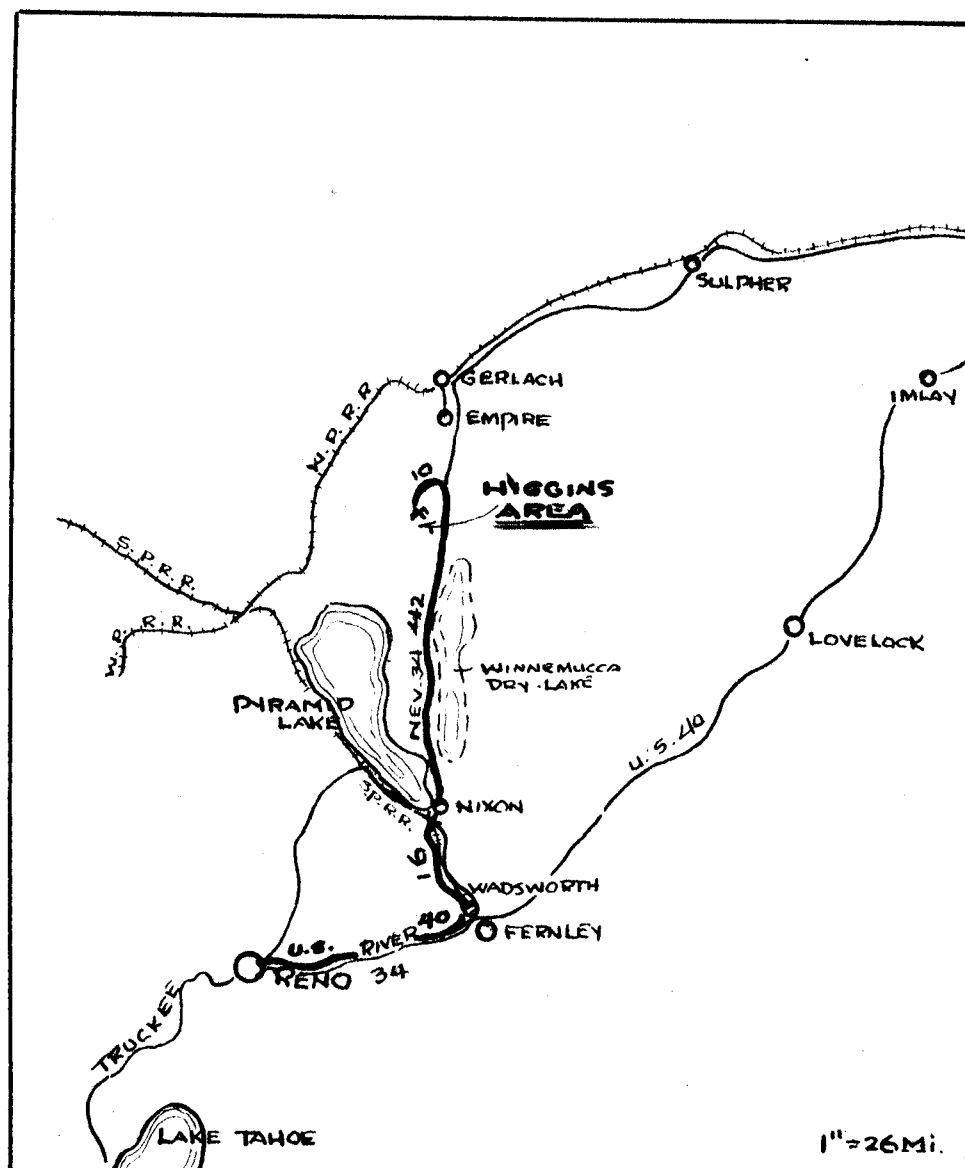 SULPHER
GERLACH
IMLAY
EMPIRE
W.P.R.R
10
HIGGINS
AREA
S.P.R.R.
W.P.R.R.
NEV. 34 442
LOVELOCK
WINNEMUCCA
DRY LAKE
PYRAMID
LAKE
U.S. 40
S.P.R.R.
NIXON
16
WADSWORTH
U.S. 40
RIVER
FERNLEY
RENO
34
TRUCKEE
LAKE TAHOE
1"=26Mi.